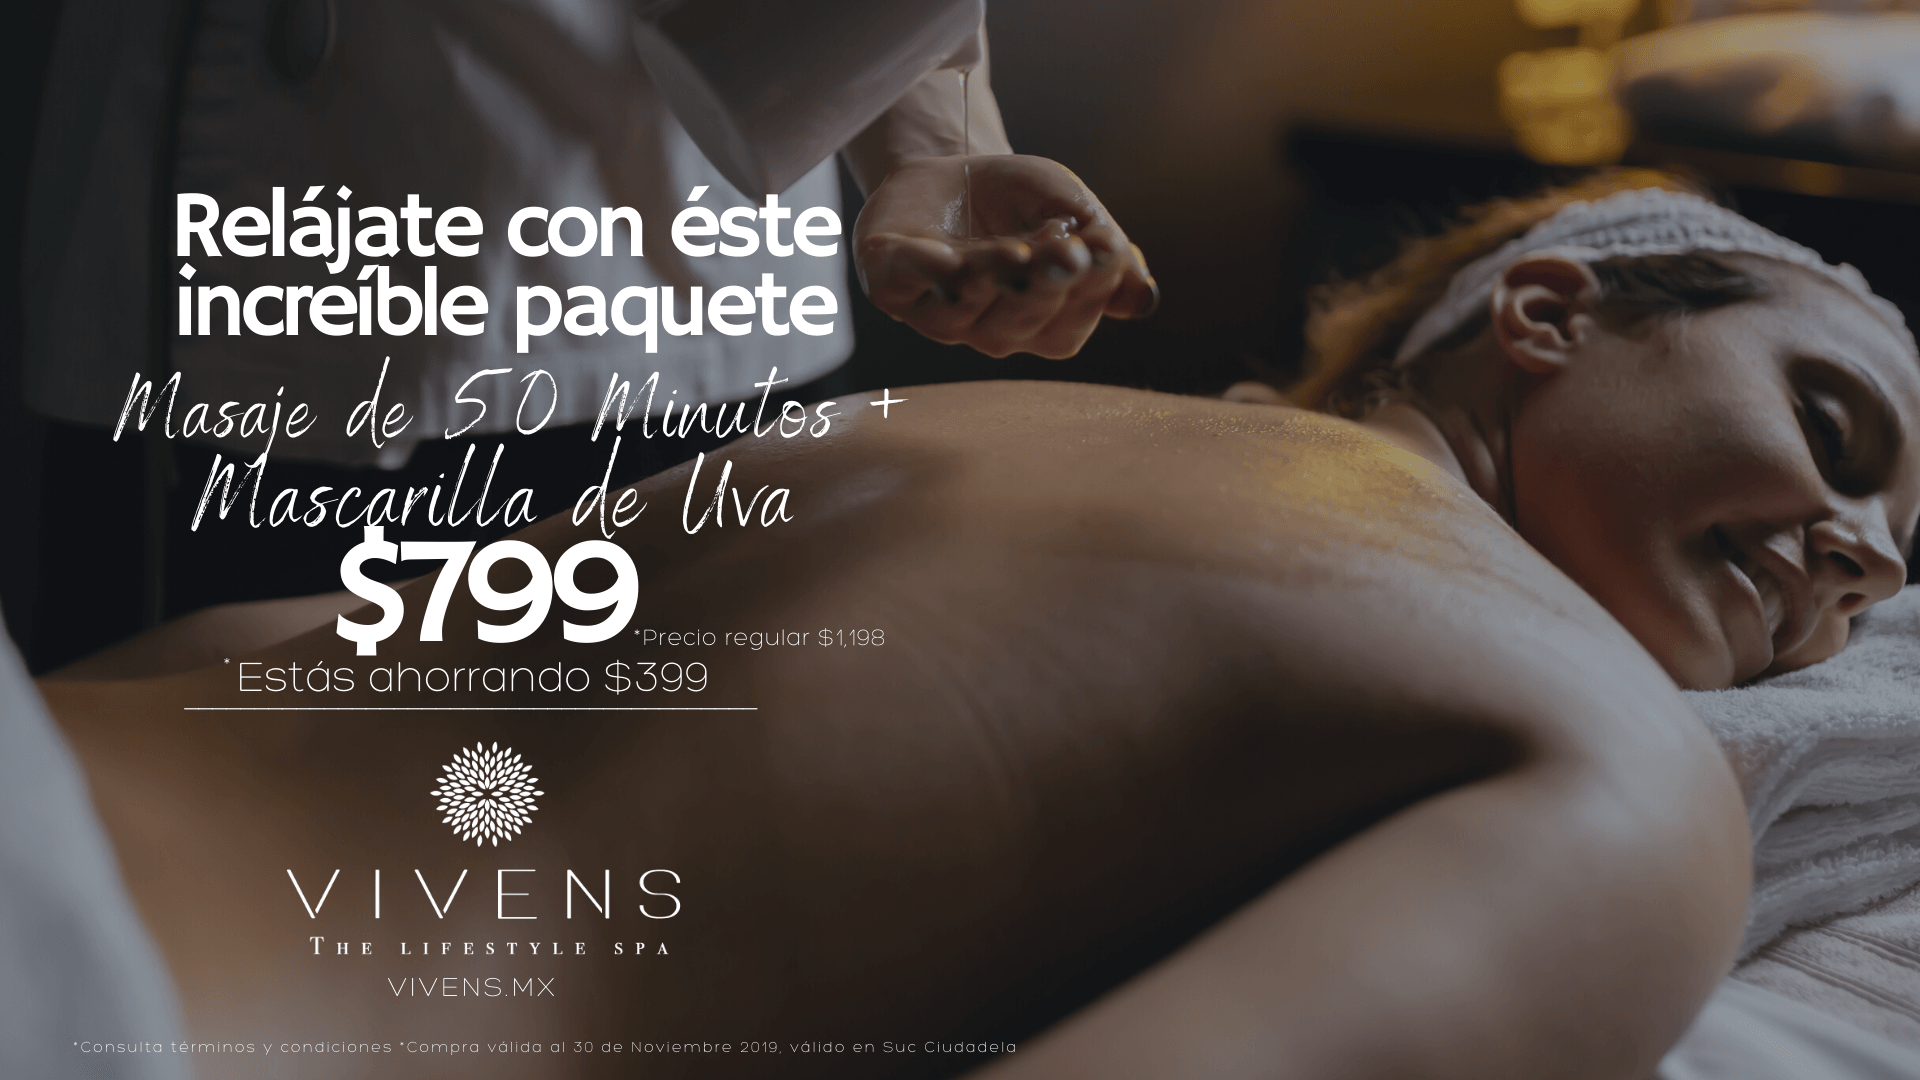 Relájate con éste
increíble paquete
Masaje de 50 Minutos +
Mascarilla de Uva
$799
*Precio regular $1,198
*Estás ahorrando $399
VIVENS
THE LIFESTYLE SPA
VIVENS.MX
*Consulta términos y condiciones *Compra válida al 30 de Noviembre 2019, válido en Suc Ciudadela